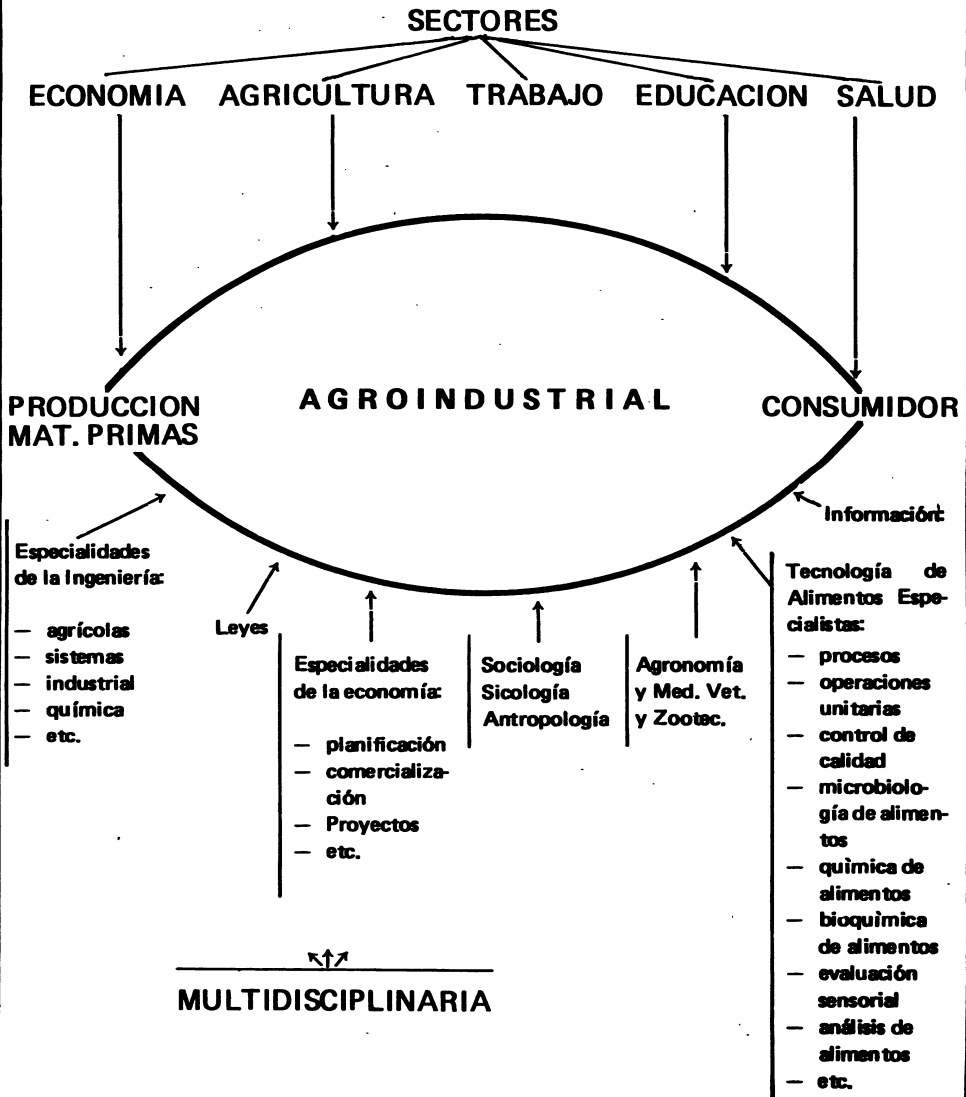 SECTORES
ECONOMIA AGRICULTURA TRABAJO EDUCACION SALUD
AGROINDUSTRIAL
PRODUCCION
MAT. PRIMAS
CONSUMIDOR
Especialidades
de la Ingeniería:
— agrícolas
— sistemas
— industrial
— química
— etc.
Leyes
Especialidades
de la economía:
— planificación
— comercializa-
ción
— Proyectos
— etc.
Sociología
Sicología
Antropología
Agronomía
y Med. Vet.
y Zootec.
Información:
Tecnología de
Alimentos Espe-
cialistas:
— procesos
— operaciones
unitarias
— control de
calidad
— microbiolo-
gía de alimen-
tos
— quìmica de
alimentos
— bioquìmica
de alimentos
— evaluación
sensorial
— análisis de
alimentos
— etc.
MULTIDISCIPLINARIA